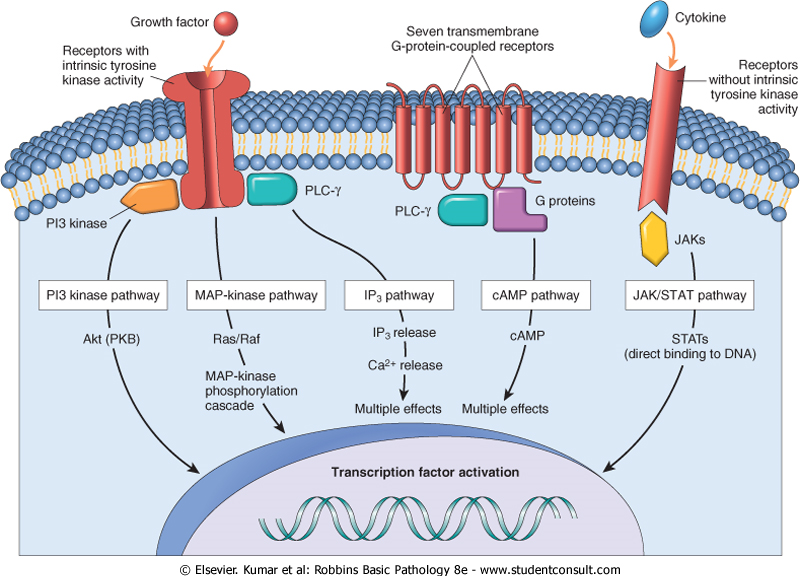 Growth factor
Receptors with
intrinsic tyrosine
kinase activity
Seven transmembrane
G-protein-coupled receptors
Cytokine
Receptors
without intrinsic
tyrosine kinase
activity
PI3 kinase
PLC-γ
PLC-γ
G proteins
JAKs
PI3 kinase pathway
MAP-kinase pathway
IP₃ pathway
cAMP pathway
JAK/STAT pathway
Akt (PKB)
Ras/Raf
MAP-kinase
phosphorylation
cascade
IP₃ release
Ca²⁺ release
Multiple effects
cAMP
Multiple effects
STATs
(direct binding to DNA)
Transcription factor activation
© Elsevier. Kumar et al: Robbins Basic Pathology 8e - www.studentconsult.com